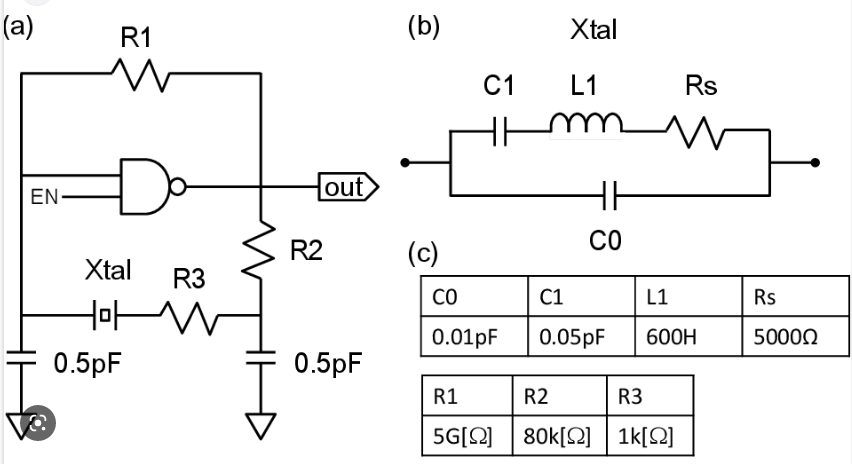 (a)
R1
EN
out
R2
Xtal
R3
0.5pF
0.5pF
(b)
Xtal
C1 L1 Rs
C0
(c)
C0 C1 L1 Rs
0.01pF 0.05pF 600H 5000Ω
R1 R2 R3
5G[Ω] 80k[Ω] 1k[Ω]